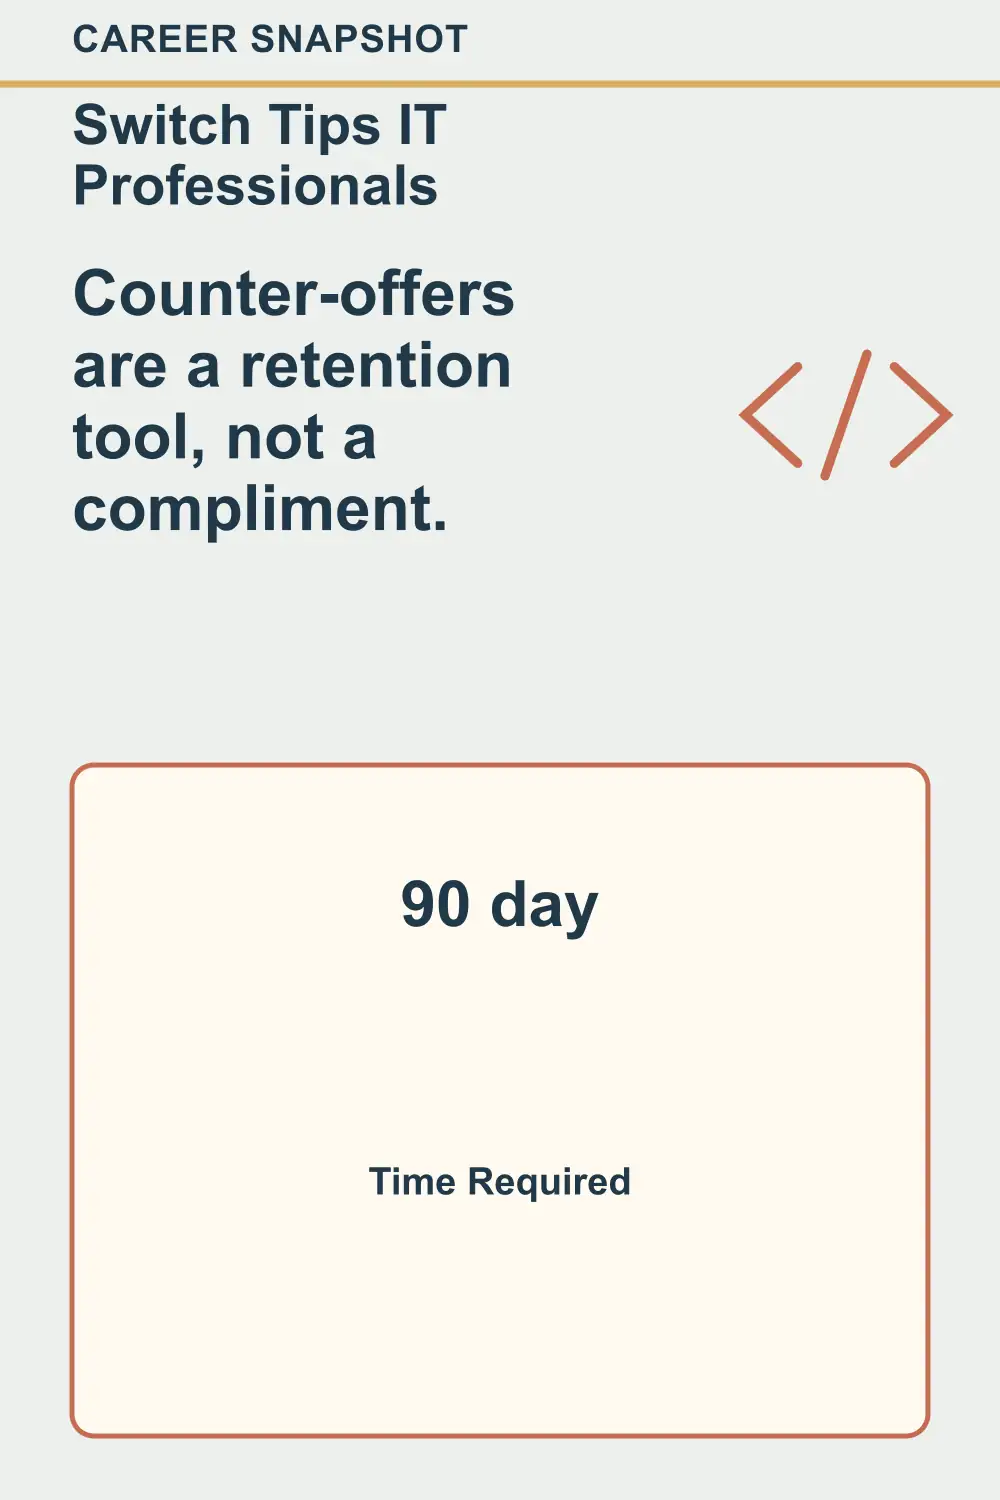 CAREER SNAPSHOT
Switch Tips IT
Professionals
Counter-offers
are a retention
tool, not a
compliment.
90 day
Time Required